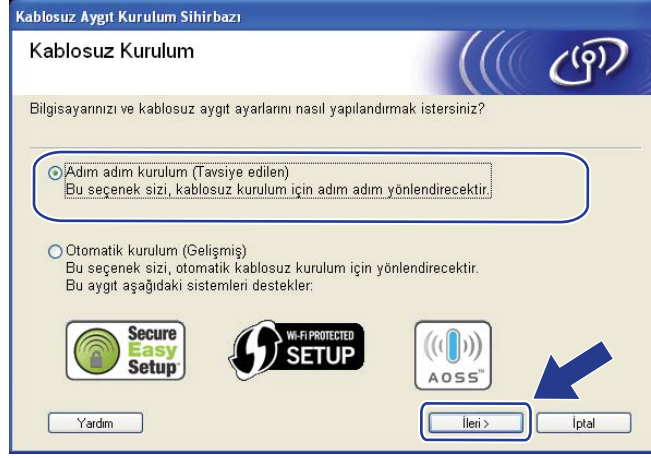 Kablosuz Aygıt Kurulum Sihirbazı
Kablosuz Kurulum
Bilgisayarınızı ve kablosuz aygıt ayarlarını nasıl yapılandırmak istersiniz?
Adım adım kurulum (Tavsiye edilen)
Bu seçenek sizi, kablosuz kurulum için adım adım yönlendirecektir.
Otomatik kurulum (Gelişmiş)
Bu seçenek sizi, otomatik kablosuz kurulum için yönlendirecektir.
Bu aygıt aşağıdaki sistemleri destekler:
Secure
Easy
Setup
Wi-Fi PROTECTED
SETUP
AOSS™
Yardım
İleri >
İptal